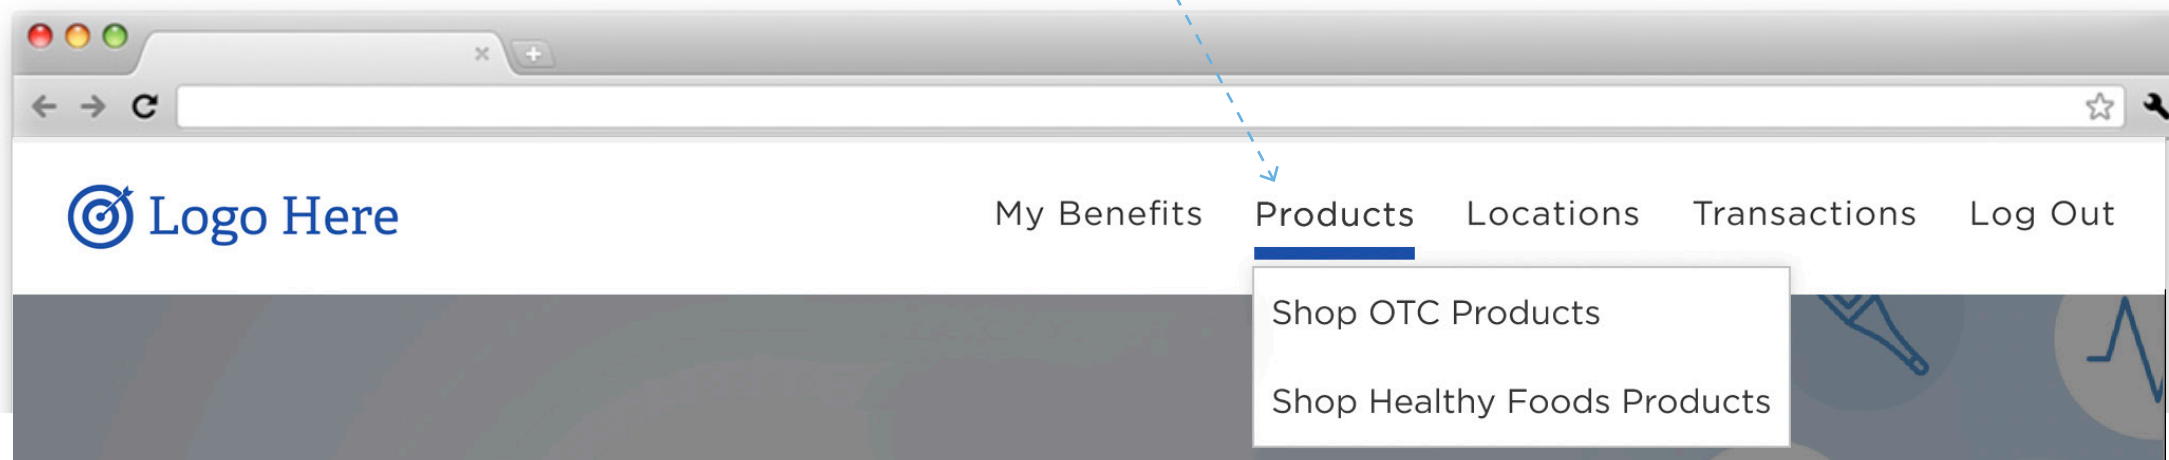 Logo Here
My Benefits Products Locations Transactions Log Out
Shop OTC Products
Shop Healthy Foods Products